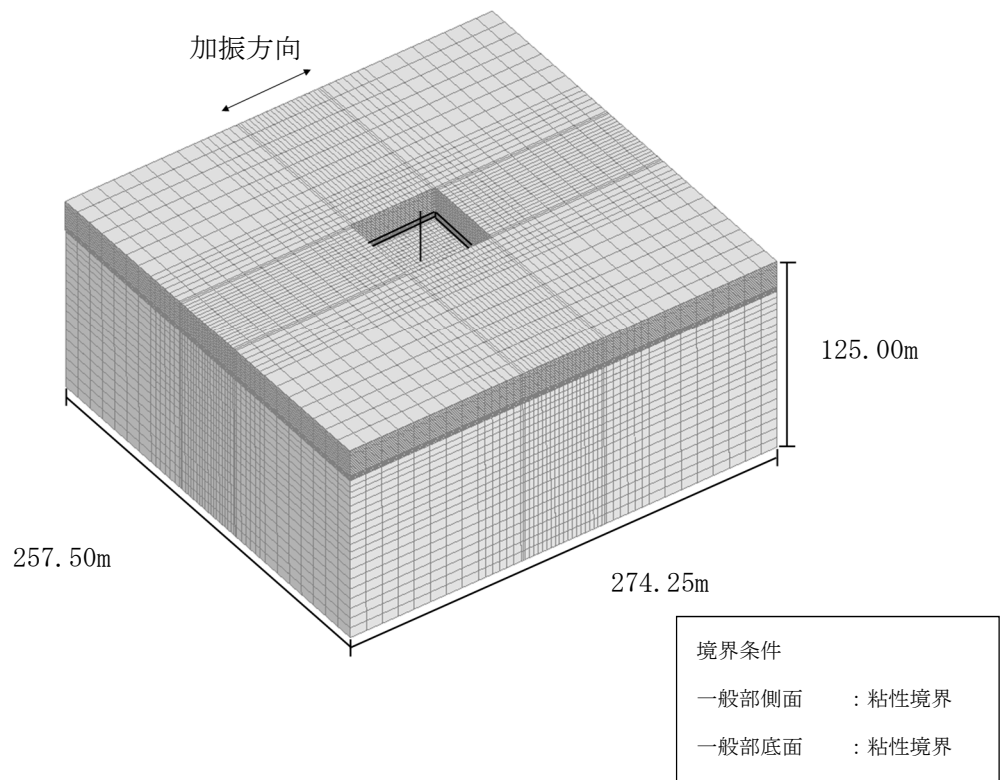 加振方向
125.00m
257.50m
274.25m
境界条件
一般部側面 ：粘性境界
一般部底面 ：粘性境界